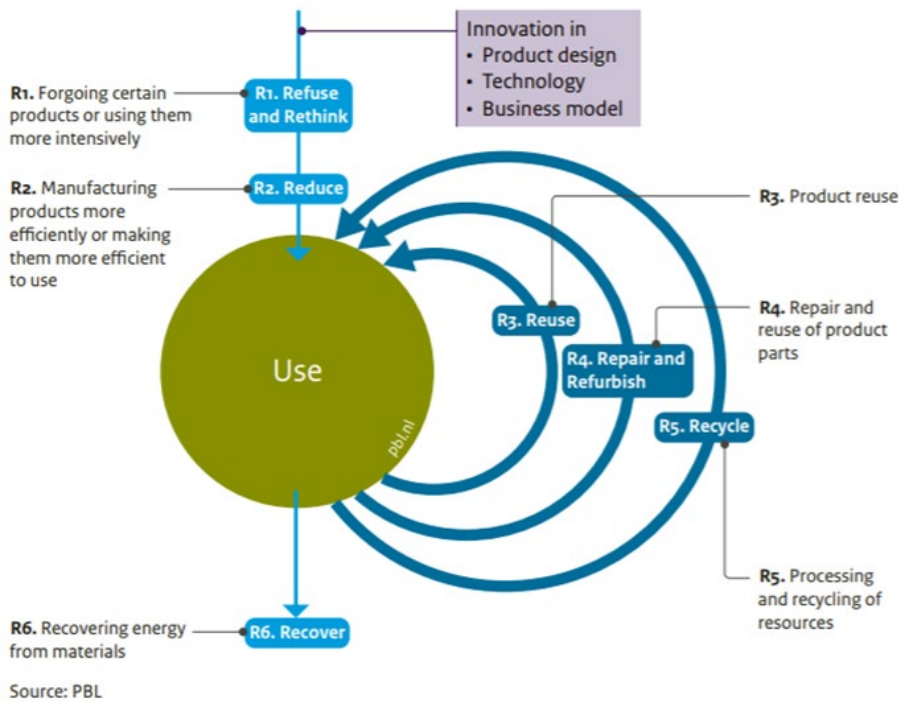 Innovation in
• Product design
• Technology
• Business model
R1. Forgoing certain
products or using them
more intensively
R1. Refuse
and Rethink
R2. Manufacturing
products more
efficiently or making
them more efficient
to use
R2. Reduce
R3. Product reuse
R3. Reuse
R4. Repair and
reuse of product
parts
R4. Repair and
Refurbish
Use
pbl.nl
R5. Recycle
R5. Processing
and recycling of
resources
R6. Recovering energy
from materials
R6. Recover
Source: PBL